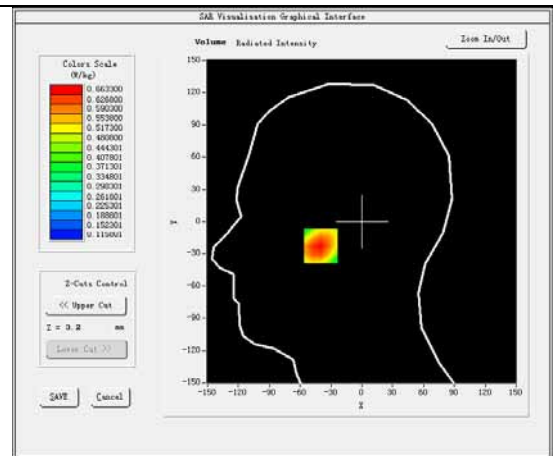 SAR Visualisation Graphical Interface
Volume Radiated Intensity
Zoom In/Out
Colors Scale
(W/kg)
0.663300
0.626800
0.590300
0.553800
0.517300
0.480800
0.444301
0.407801
0.371301
0.334801
0.298301
0.261801
0.225301
0.188801
0.152301
0.115801
150
120
90
60
30
0
-30
-60
-90
-120
-150
Y
-150 -120 -90 -60 -30 0 30 60 90 120 150
X
Z-Cuts Control
<< Upper Cut
Z = 3.2 mm
Lower Cut >>
SAVE Cancel